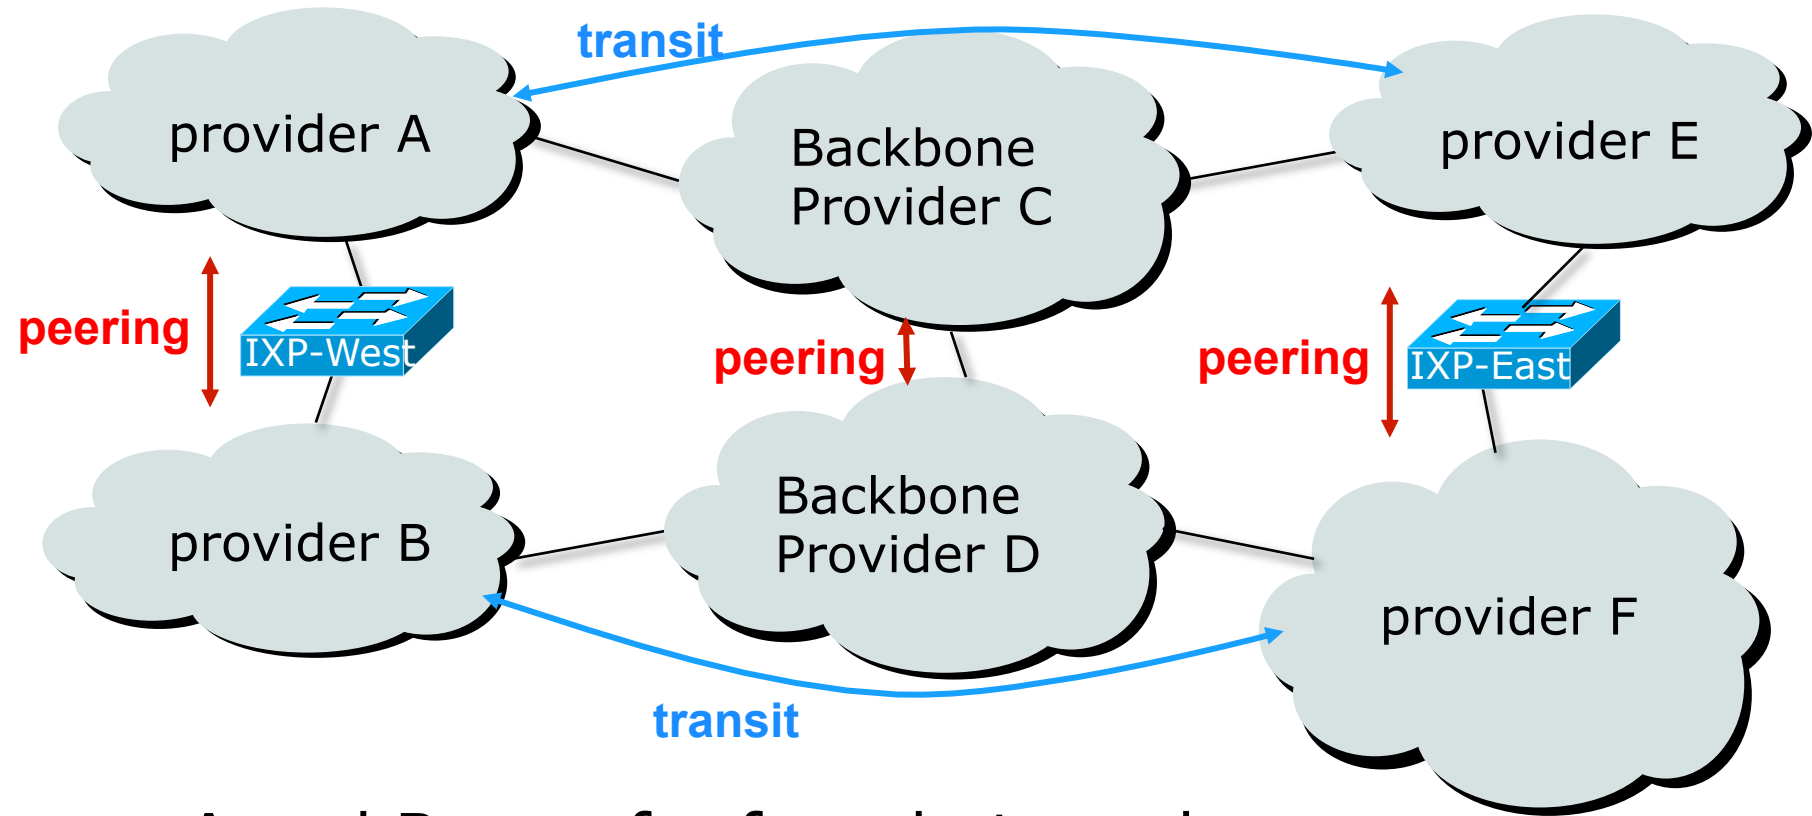 transit
provider A
Backbone
Provider C
provider E
peering
IXP-West
peering
peering
IXP-East
provider B
Backbone
Provider D
provider F
transit